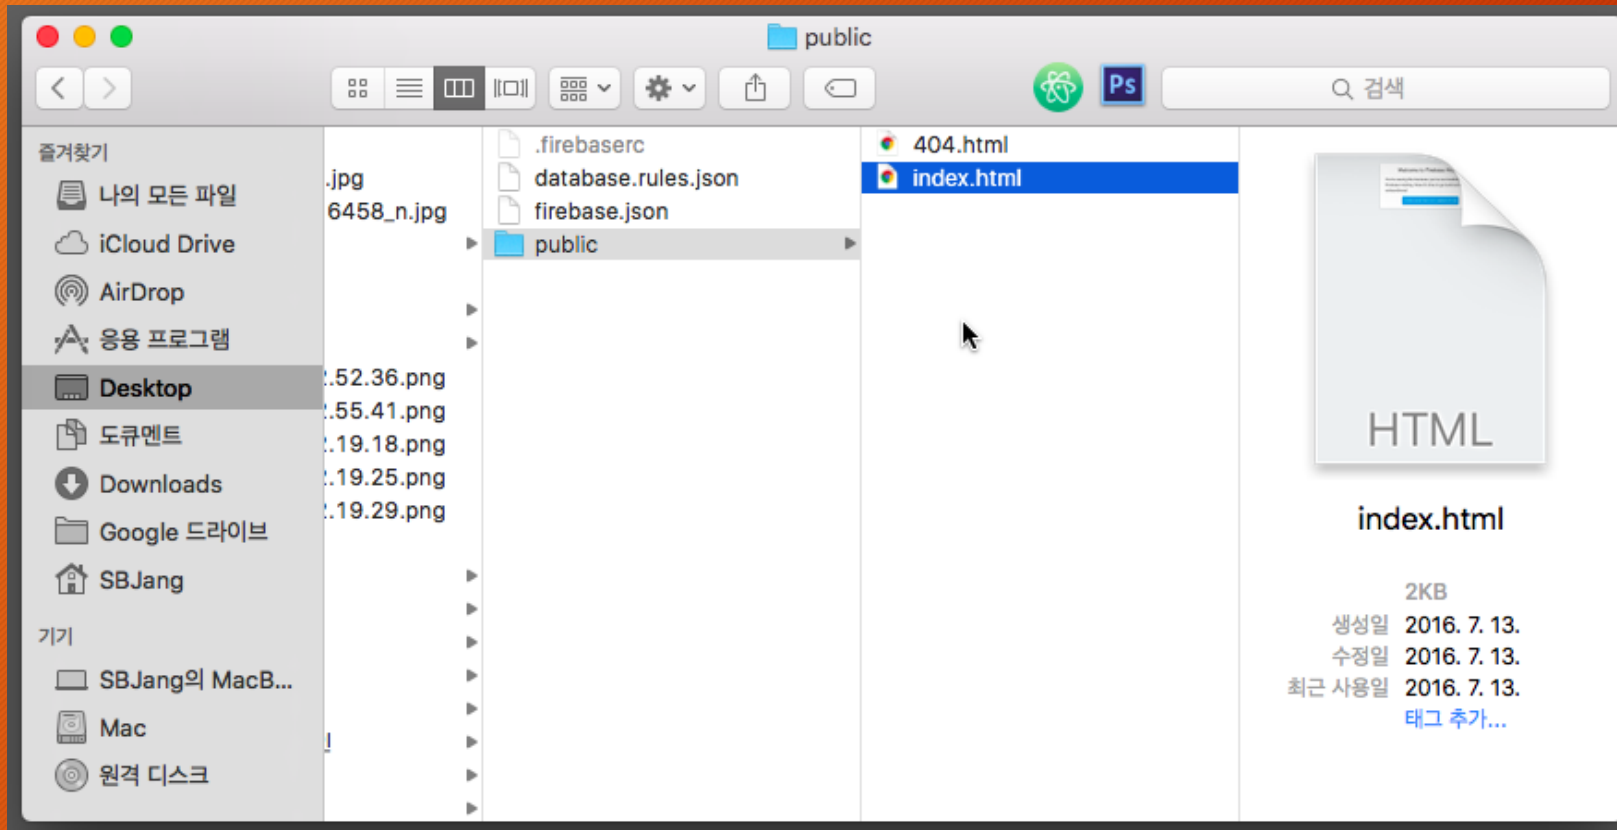 public
Ps
검색
즐겨찾기
나의 모든 파일
iCloud Drive
AirDrop
응용 프로그램
Desktop
도큐멘트
Downloads
Google 드라이브
SBJang
기기
SBJang의 MacB...
Mac
원격 디스크
.jpg
6458_n.jpg
.52.36.png
.55.41.png
.19.18.png
.19.25.png
.19.29.png
.firebaserc
database.rules.json
firebase.json
public
404.html
index.html
HTML
index.html
2KB
생성일 2016. 7. 13.
수정일 2016. 7. 13.
최근 사용일 2016. 7. 13.
태그 추가...